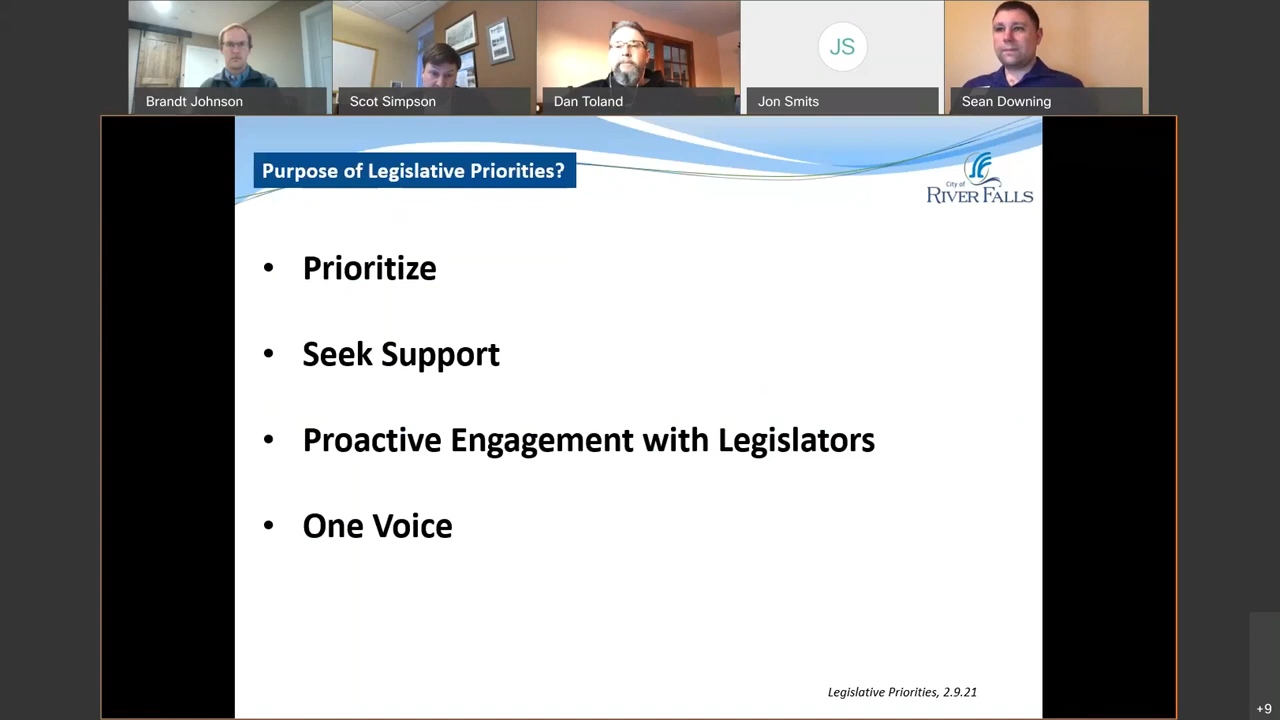 Brandt Johnson
Scot Simpson
Dan Toland
JS
Jon Smits
Sean Downing
Purpose of Legislative Priorities?
City of
RIVER FALLS
• Prioritize
• Seek Support
• Proactive Engagement with Legislators
• One Voice
Legislative Priorities, 2.9.21
+9